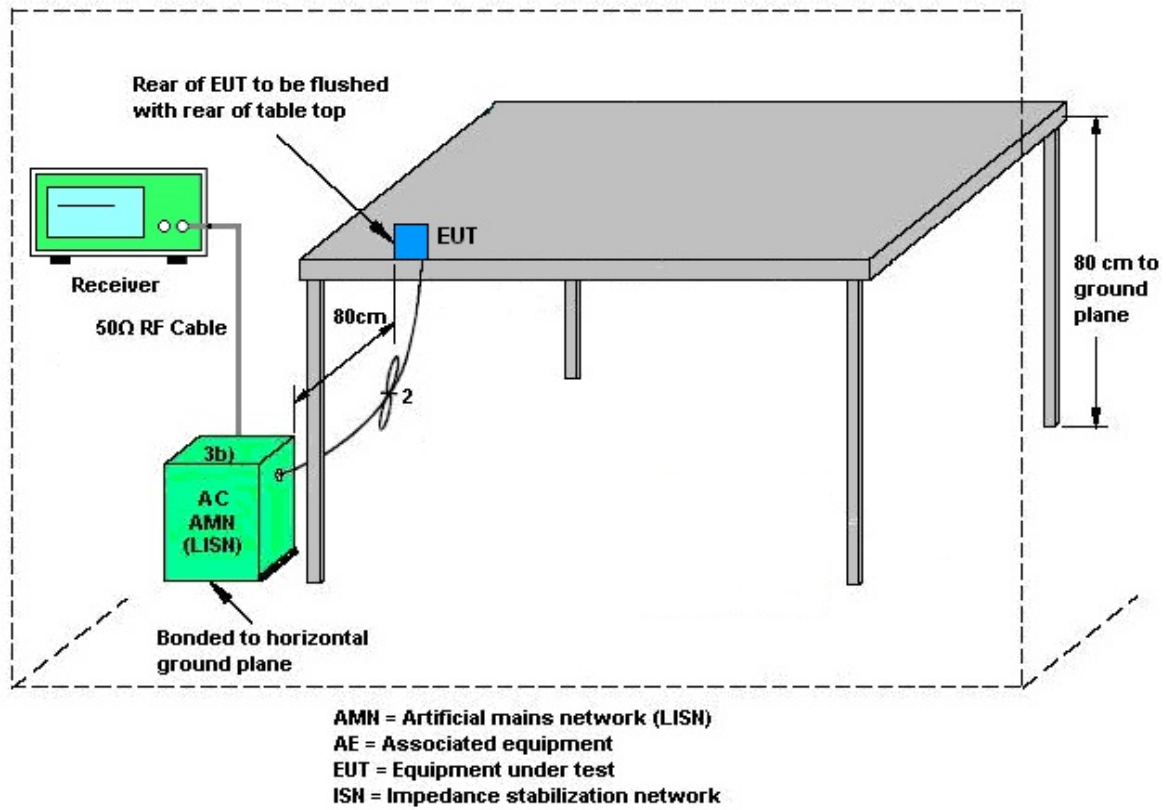 Rear of EUT to be flushed
with rear of table top
EUT
Receiver
50Ω RF Cable
80cm
2
80 cm to
ground
plane
3b)
AC
AMN
(LISN)
Bonded to horizontal
ground plane
AMN = Artificial mains network (LISN)
AE = Associated equipment
EUT = Equipment under test
ISN = Impedance stabilization network